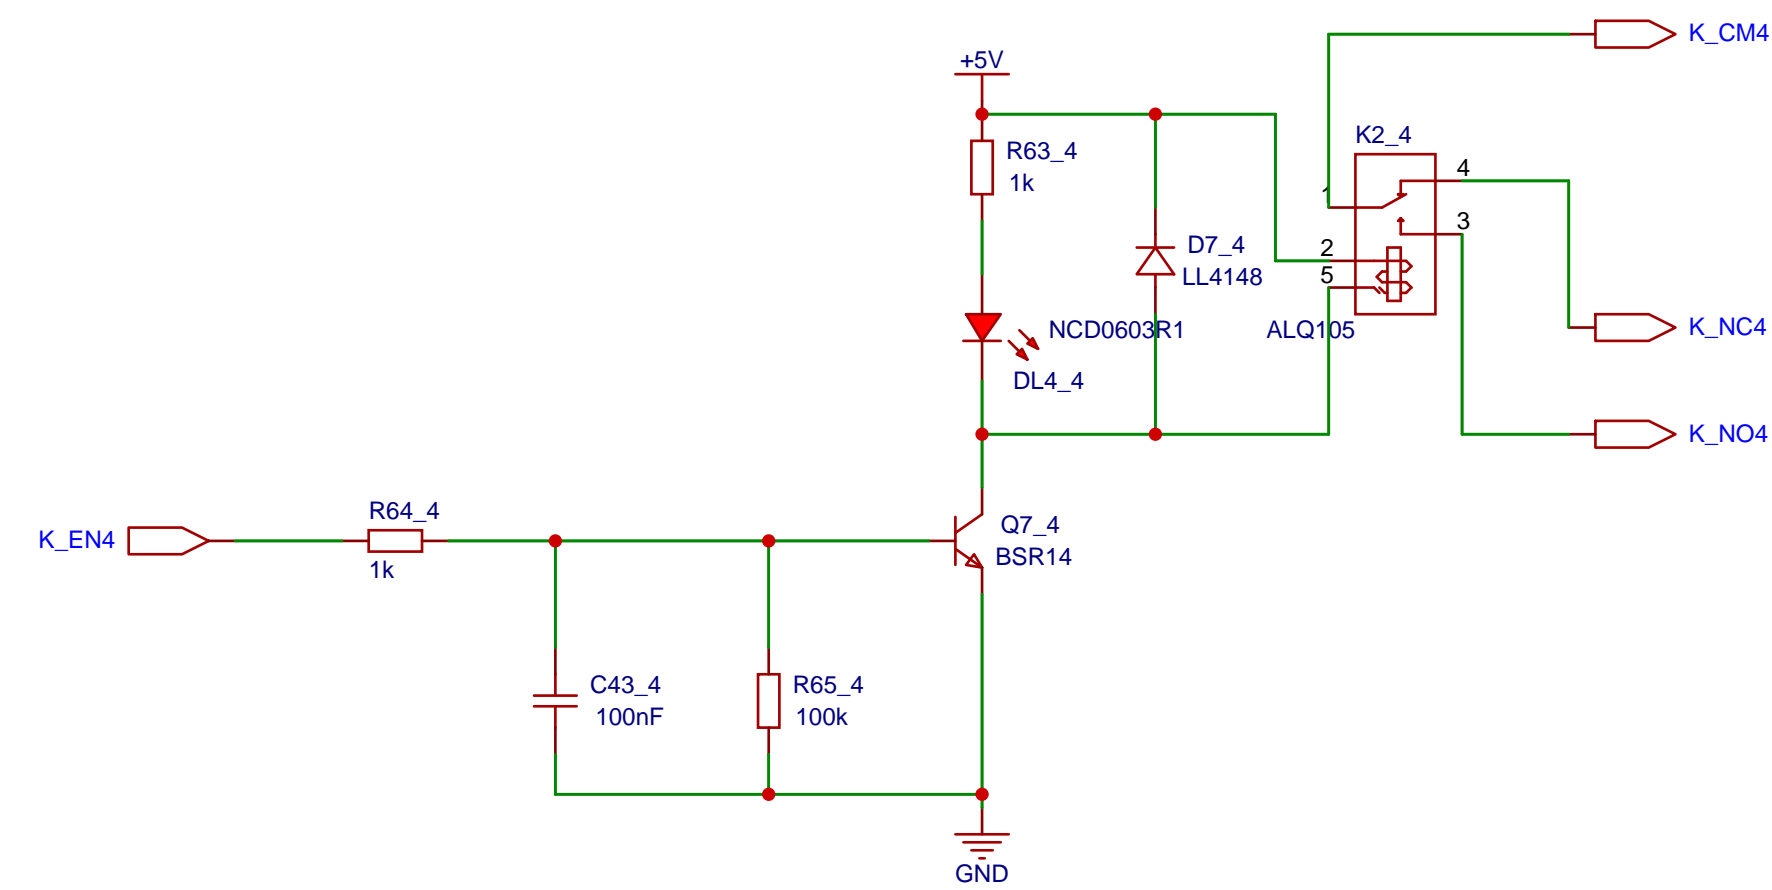 K_CM4
+5V
K2_4
R63_4
1k
4
1
3
D7_4
LL4148
2
5
NCD0603R1
ALQ105
K_NC4
DL4_4
K_NO4
R64_4
K_EN4
1k
Q7_4
BSR14
C43_4
100nF
R65_4
100k
GND